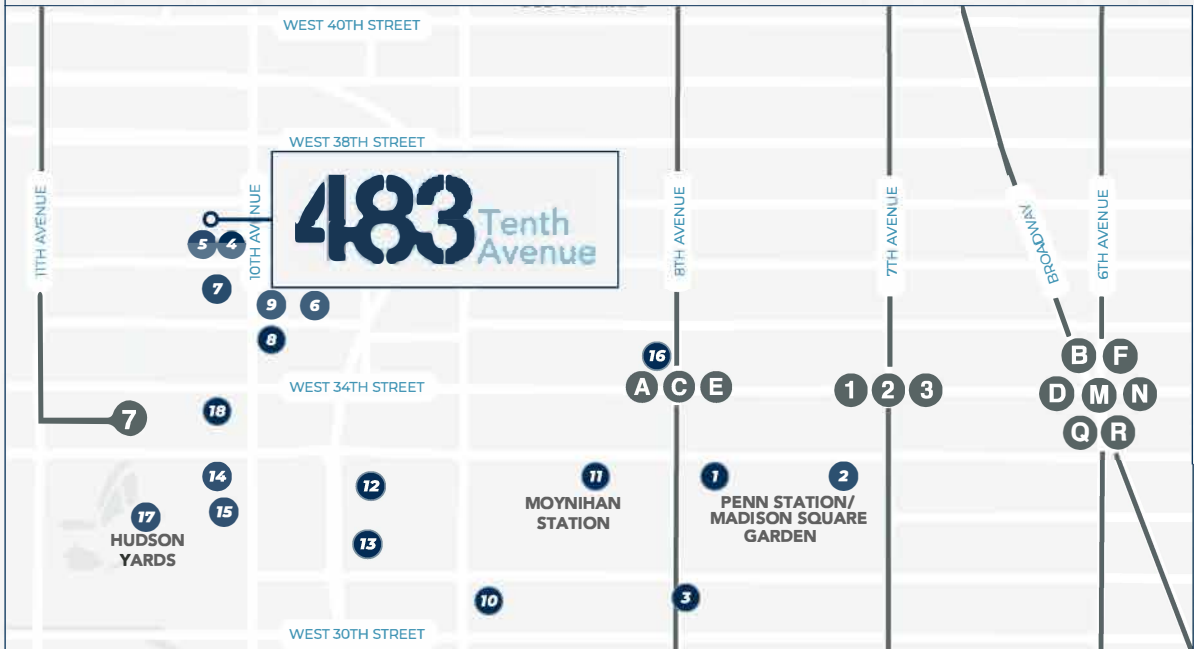 WEST 40TH STREET
WEST 38TH STREET
483
Tenth
Avenue
11TH AVENUE
10TH AVENUE
8TH AVENUE
7TH AVENUE
BROADWAY
6TH AVENUE
5 4
7
9 6
8
16
A C E
1 2 3
B F
D M N
Q R
WEST 34TH STREET
7
18
14
15
17
HUDSON
YARDS
12
13
11
MOYNIHAN
STATION
1
2
PENN STATION/
MADISON SQUARE
GARDEN
10
3
WEST 30TH STREET